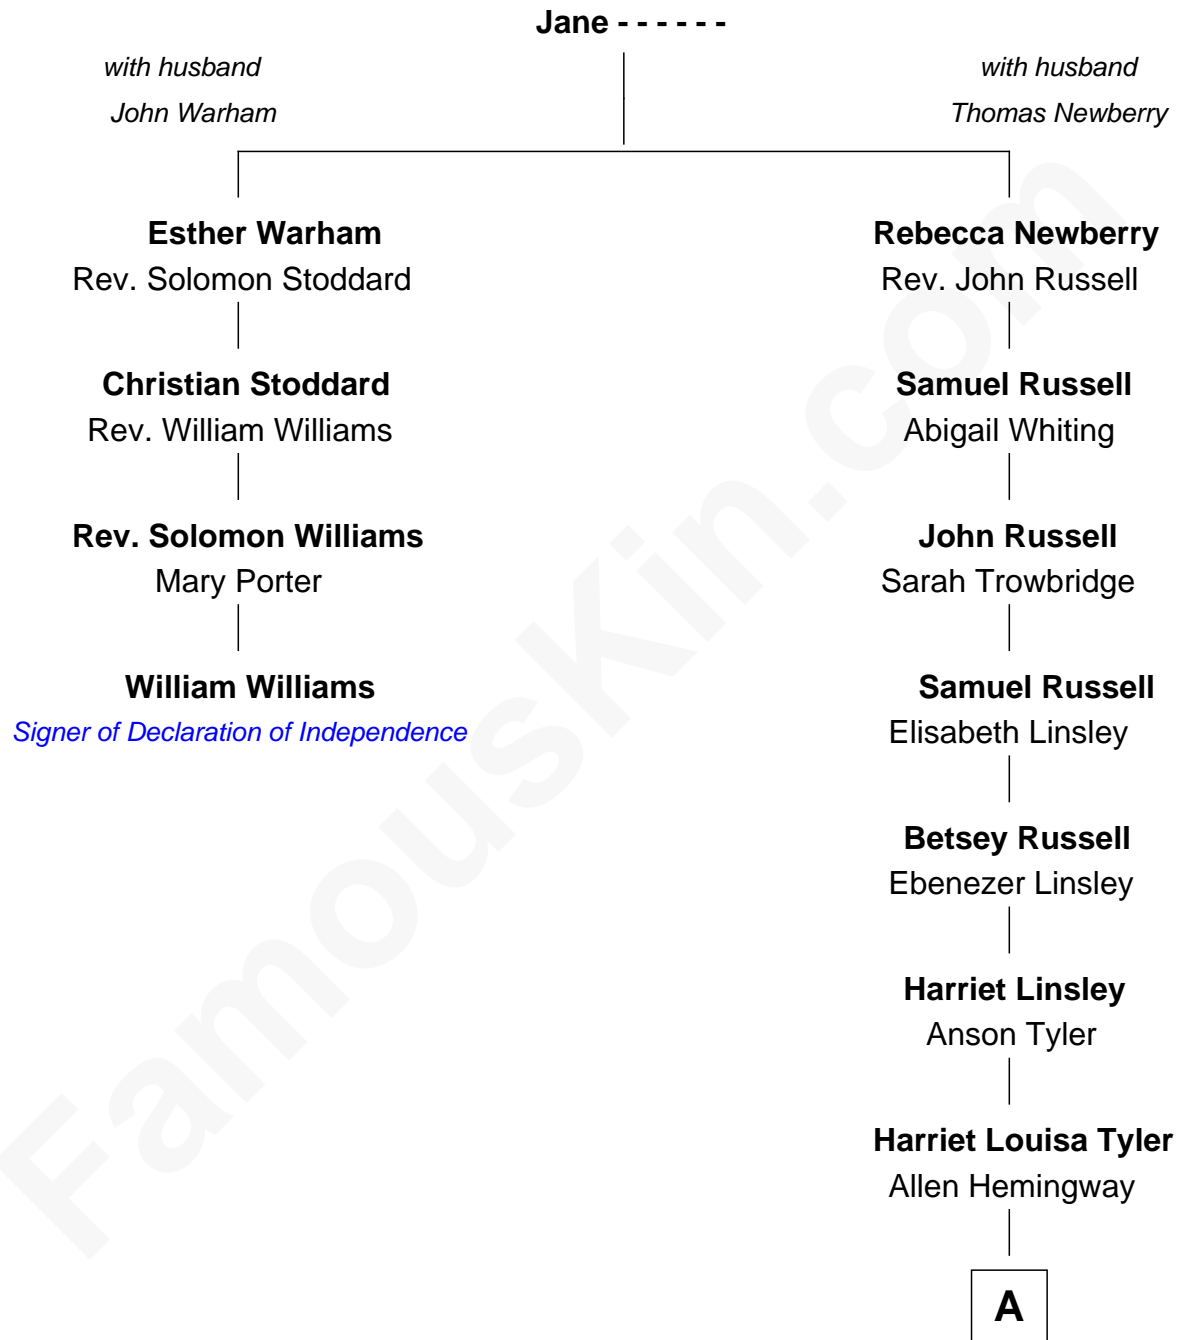 Jane - - - - - -
with husband
John Warham
with husband
Thomas Newberry
Esther Warham
Rev. Solomon Stoddard
Christian Stoddard
Rev. William Williams
Rev. Solomon Williams
Mary Porter
William Williams
Signer of Declaration of Independence
Rebecca Newberry
Rev. John Russell
Samuel Russell
Abigail Whiting
John Russell
Sarah Trowbridge
Samuel Russell
Elisabeth Linsley
Betsey Russell
Ebenezer Linsley
Harriet Linsley
Anson Tyler
Harriet Louisa Tyler
Allen Hemingway
A
FamousKin.com